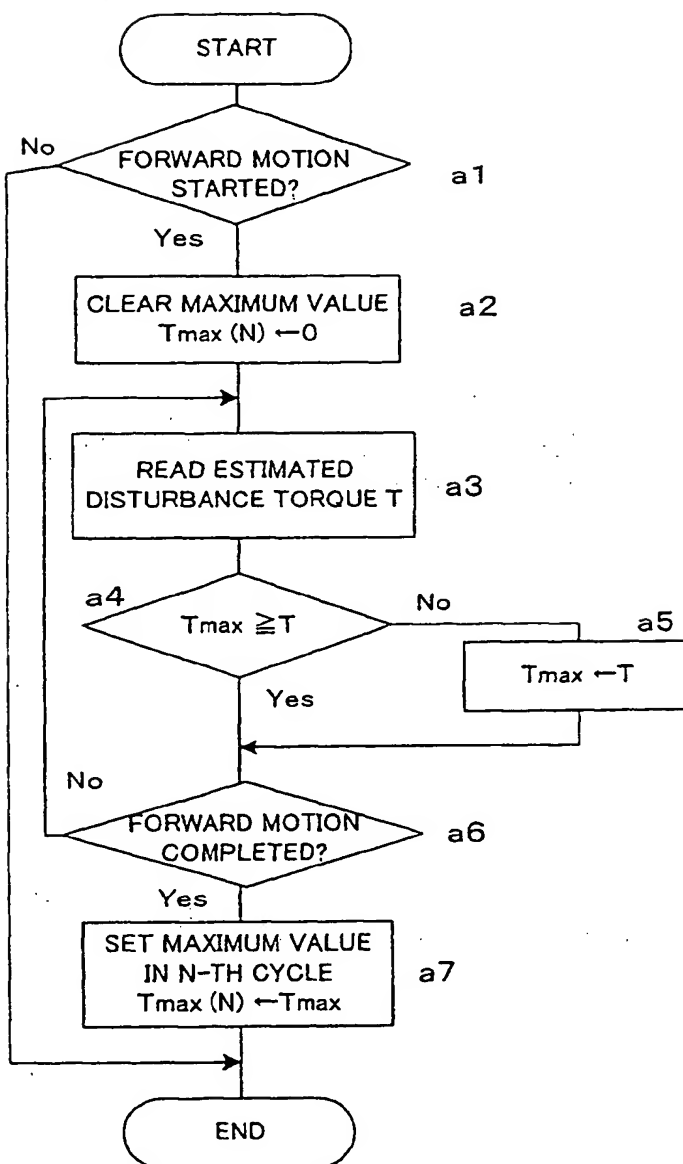 START
No
FORWARD MOTION
STARTED?
a1
Yes
CLEAR MAXIMUM VALUE
Tmax (N) ←0
a2
READ ESTIMATED
DISTURBANCE TORQUE T
a3
a4
Tmax ≧T
No
a5
Tmax ←T
Yes
No
FORWARD MOTION
COMPLETED?
a6
Yes
SET MAXIMUM VALUE
IN N-TH CYCLE
Tmax (N) ←Tmax
a7
END